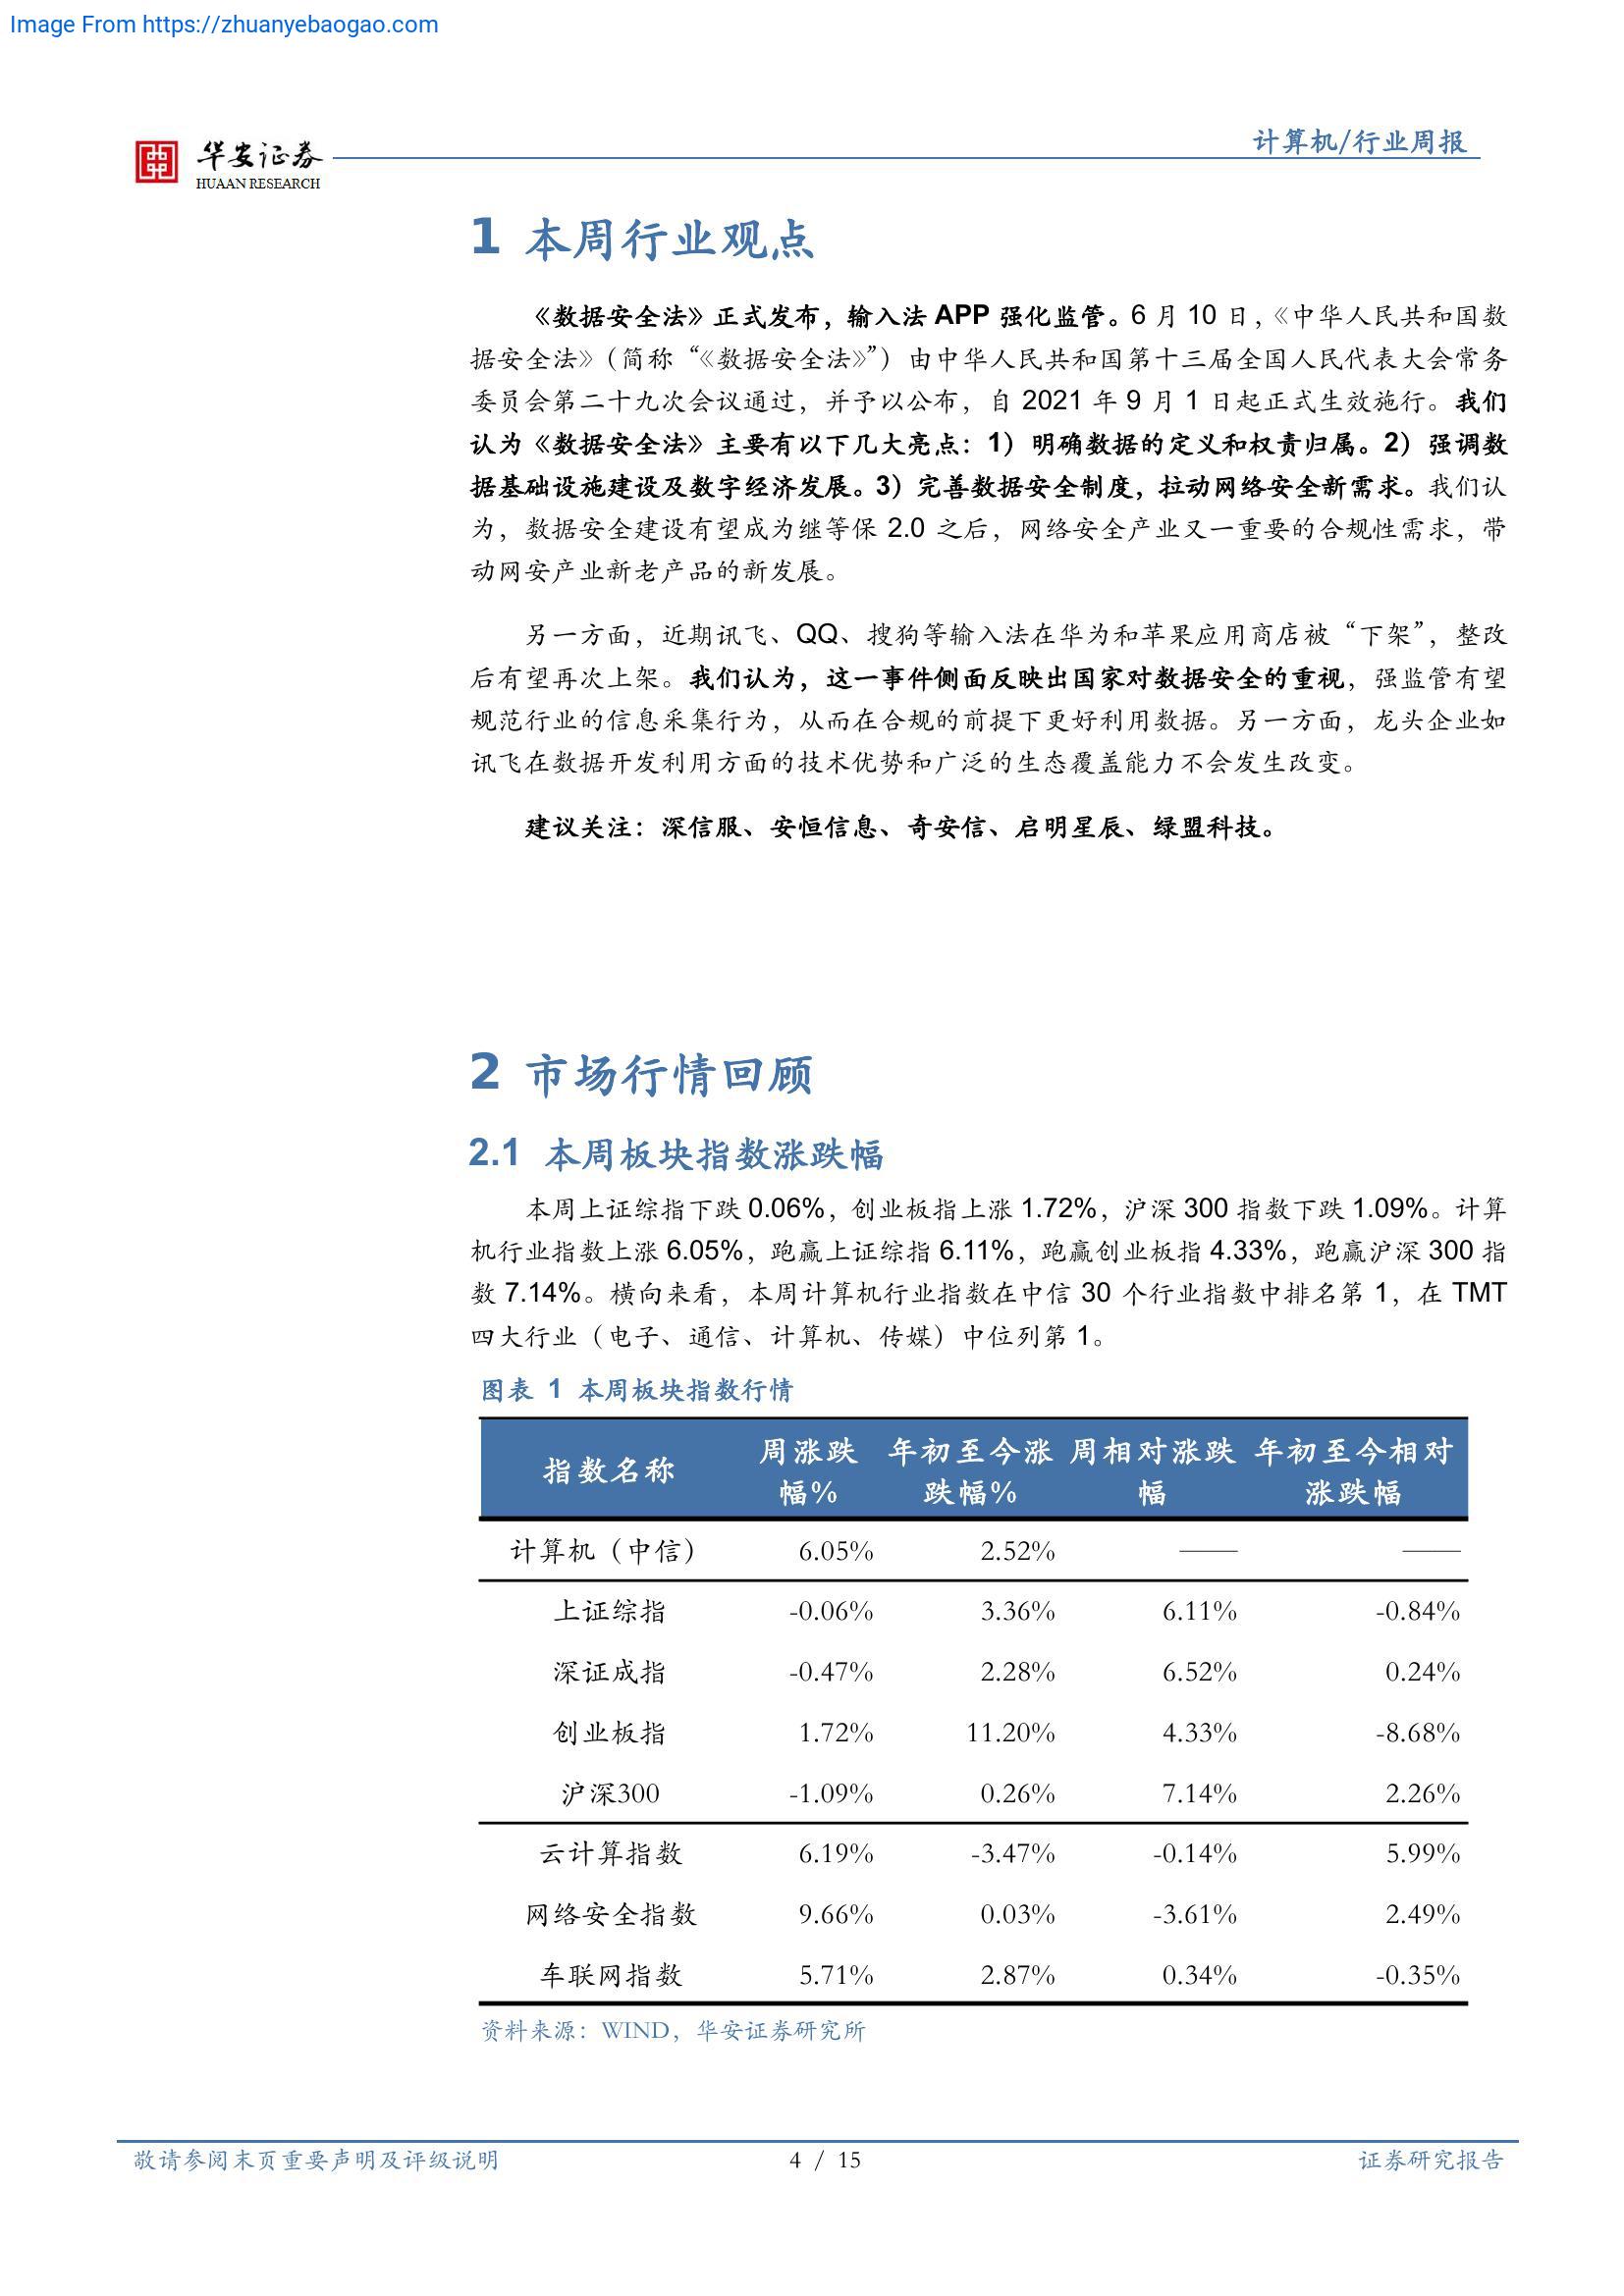 Image From https://zhuanyebaogao.com
华安证券
HUAAN RESEARCH
计算机/行业周报
1 本周行业观点
《数据安全法》正式发布，输入法 APP 强化监管。6 月 10 日，《中华人民共和国数
据安全法》（简称“《数据安全法》”）由中华人民共和国第十三届全国人民代表大会常务
委员会第二十九次会议通过，并予以公布，自 2021 年 9 月 1 日起正式生效施行。我们
认为《数据安全法》主要有以下几大亮点：1）明确数据的定义和权责归属。2）强调数
据基础设施建设及数字经济发展。3）完善数据安全制度，拉动网络安全新需求。我们认
为，数据安全建设有望成为继等保 2.0 之后，网络安全产业又一重要的合规性需求，带
动网安产业新老产品的新发展。
另一方面，近期讯飞、QQ、搜狗等输入法在华为和苹果应用商店被“下架”，整改
后有望再次上架。我们认为，这一事件侧面反映出国家对数据安全的重视，强监管有望
规范行业的信息采集行为，从而在合规的前提下更好利用数据。另一方面，龙头企业如
讯飞在数据开发利用方面的技术优势和广泛的生态覆盖能力不会发生改变。
建议关注：深信服、安恒信息、奇安信、启明星辰、绿盟科技。
2 市场行情回顾
2.1 本周板块指数涨跌幅
本周上证综指下跌 0.06%，创业板指上涨 1.72%，沪深 300 指数下跌 1.09%。计算
机行业指数上涨 6.05%，跑赢上证综指 6.11%，跑赢创业板指 4.33%，跑赢沪深 300 指
数 7.14%。横向来看，本周计算机行业指数在中信 30 个行业指数中排名第 1，在 TMT
四大行业（电子、通信、计算机、传媒）中位列第 1。
图表 1 本周板块指数行情
指数名称 周涨跌幅% 年初至今涨跌幅% 周相对涨跌幅 年初至今相对涨跌幅
计算机（中信） 6.05% 2.52% —— ——
上证综指 -0.06% 3.36% 6.11% -0.84%
深证成指 -0.47% 2.28% 6.52% 0.24%
创业板指 1.72% 11.20% 4.33% -8.68%
沪深300 -1.09% 0.26% 7.14% 2.26%
云计算指数 6.19% -3.47% -0.14% 5.99%
网络安全指数 9.66% 0.03% -3.61% 2.49%
车联网指数 5.71% 2.87% 0.34% -0.35%
资料来源：WIND，华安证券研究所
敬请参阅末页重要声明及评级说明 4 / 15 证券研究报告